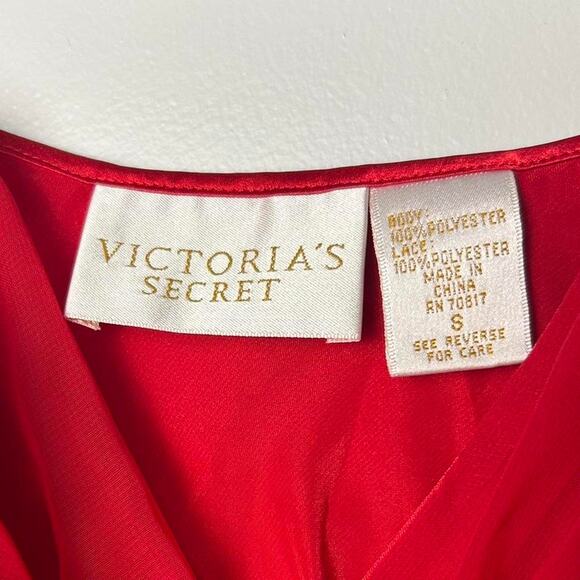 VICTORIA'S
SECRET
BODY:
100% POLYESTER
LACE:
100% POLYESTER
MADE IN
CHINA
RN 70817
S
SEE REVERSE
FOR CARE